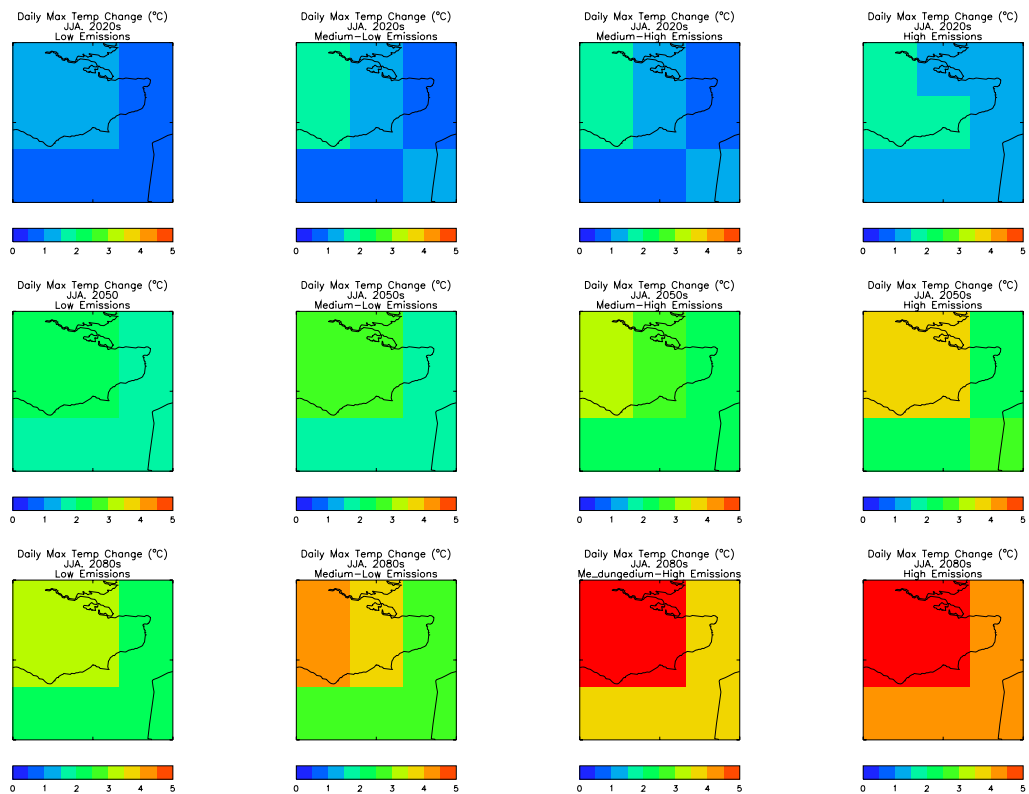 Daily Max Temp Change (°C)
JJA. 2020s
Low Emissions
0 1 2 3 4 5
Daily Max Temp Change (°C)
JJA. 2020s
Medium-Low Emissions
0 1 2 3 4 5
Daily Max Temp Change (°C)
JJA. 2020s
Medium-High Emissions
0 1 2 3 4 5
Daily Max Temp Change (°C)
JJA. 2020s
High Emissions
0 1 2 3 4 5
Daily Max Temp Change (°C)
JJA. 2050
Low Emissions
0 1 2 3 4 5
Daily Max Temp Change (°C)
JJA. 2050s
Medium-Low Emissions
0 1 2 3 4 5
Daily Max Temp Change (°C)
JJA. 2050s
Medium-High Emissions
0 1 2 3 4 5
Daily Max Temp Change (°C)
JJA. 2050s
High Emissions
0 1 2 3 4 5
Daily Max Temp Change (°C)
JJA. 2080s
Low Emissions
0 1 2 3 4 5
Daily Max Temp Change (°C)
JJA. 2080s
Medium-Low Emissions
0 1 2 3 4 5
Daily Max Temp Change (°C)
JJA. 2080s
Me_dungedium-High Emissions
0 1 2 3 4 5
Daily Max Temp Change (°C)
JJA. 2080s
High Emissions
0 1 2 3 4 5